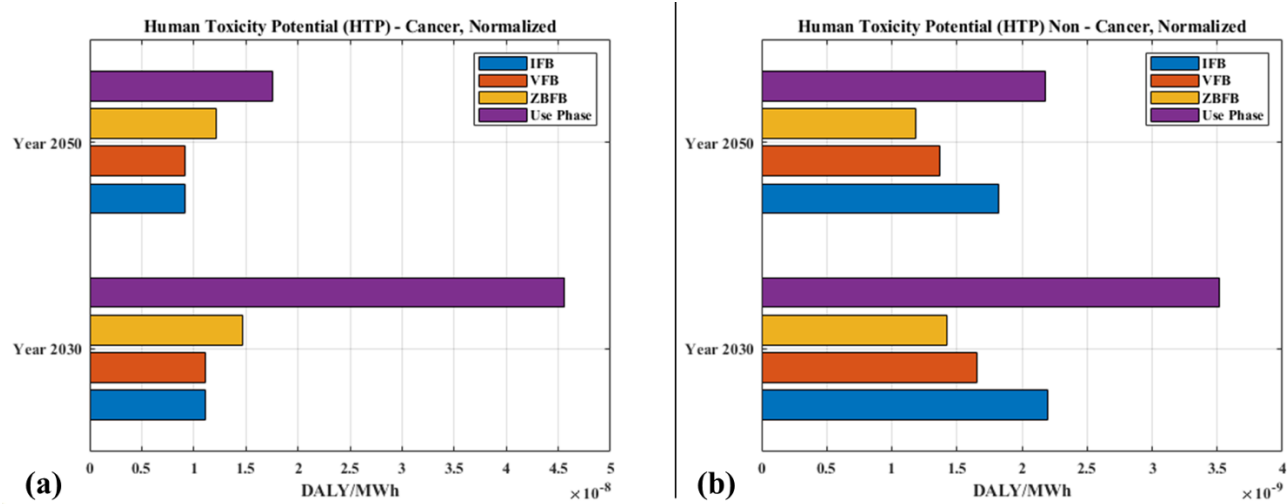 Human Toxicity Potential (HTP) - Cancer, Normalized
IFB
VFB
ZBFB
Use Phase
Year 2050
Year 2030
0 0.5 1 1.5 2 2.5 3 3.5 4 4.5 5
DALY/MWh
×10⁻⁸
(a)
Human Toxicity Potential (HTP) Non - Cancer, Normalized
IFB
VFB
ZBFB
Use Phase
Year 2050
Year 2030
0 0.5 1 1.5 2 2.5 3 3.5 4
DALY/MWh
×10⁻⁹
(b)